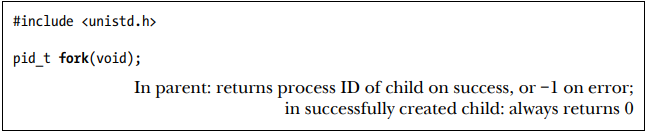 #include <unistd.h>
pid_t fork(void);
In parent: returns process ID of child on success, or −1 on error;
in successfully created child: always returns 0